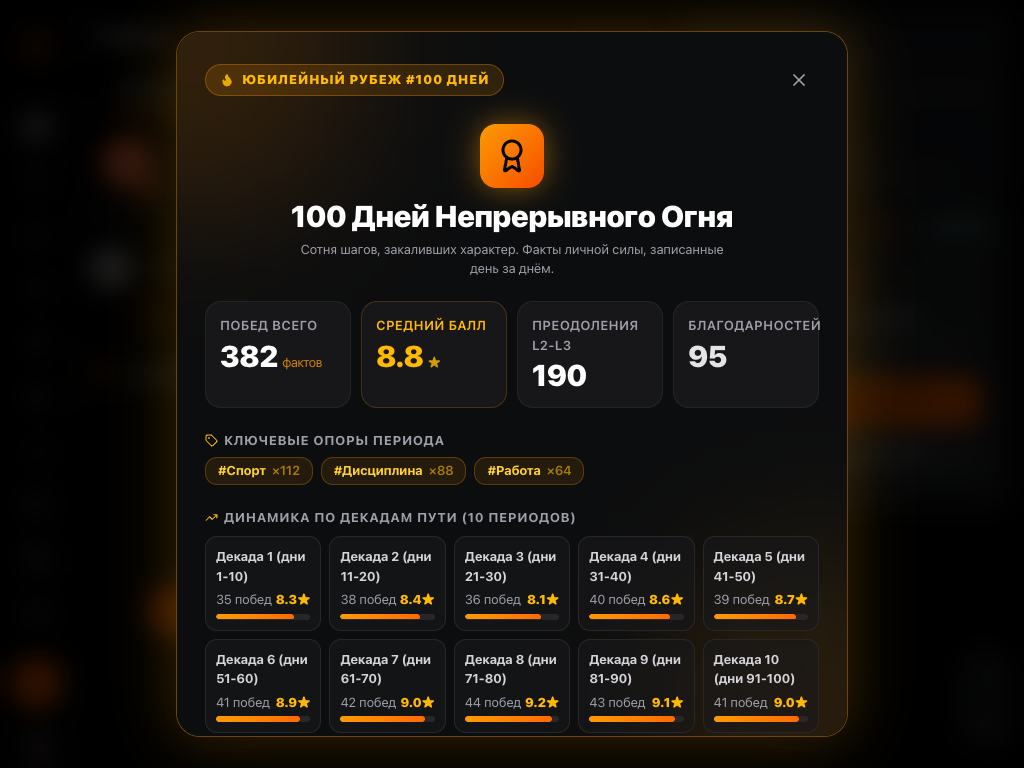 ЮБИЛЕЙНЫЙ РУБЕЖ #100 ДНЕЙ
100 Дней Непрерывного Огня
Сотня шагов, закаливших характер. Факты личной силы, записанные
день за днём.
ПОБЕД ВСЕГО
382 фактов
СРЕДНИЙ БАЛЛ
8.8 ★
ПРЕОДОЛЕНИЯ
L2-L3
190
БЛАГОДАРНОСТЕЙ
95
КЛЮЧЕВЫЕ ОПОРЫ ПЕРИОДА
#Спорт ×112
#Дисциплина ×88
#Работа ×64
ДИНАМИКА ПО ДЕКАДАМ ПУТИ (10 ПЕРИОДОВ)
Декада 1 (дни
1-10)
35 побед 8.3★
Декада 2 (дни
11-20)
38 побед 8.4★
Декада 3 (дни
21-30)
36 побед 8.1★
Декада 4 (дни
31-40)
40 побед 8.6★
Декада 5 (дни
41-50)
39 побед 8.7★
Декада 6 (дни
51-60)
41 побед 8.9★
Декада 7 (дни
61-70)
42 побед 9.0★
Декада 8 (дни
71-80)
44 побед 9.2★
Декада 9 (дни
81-90)
43 побед 9.1★
Декада 10
(дни 91-100)
41 побед 9.0★